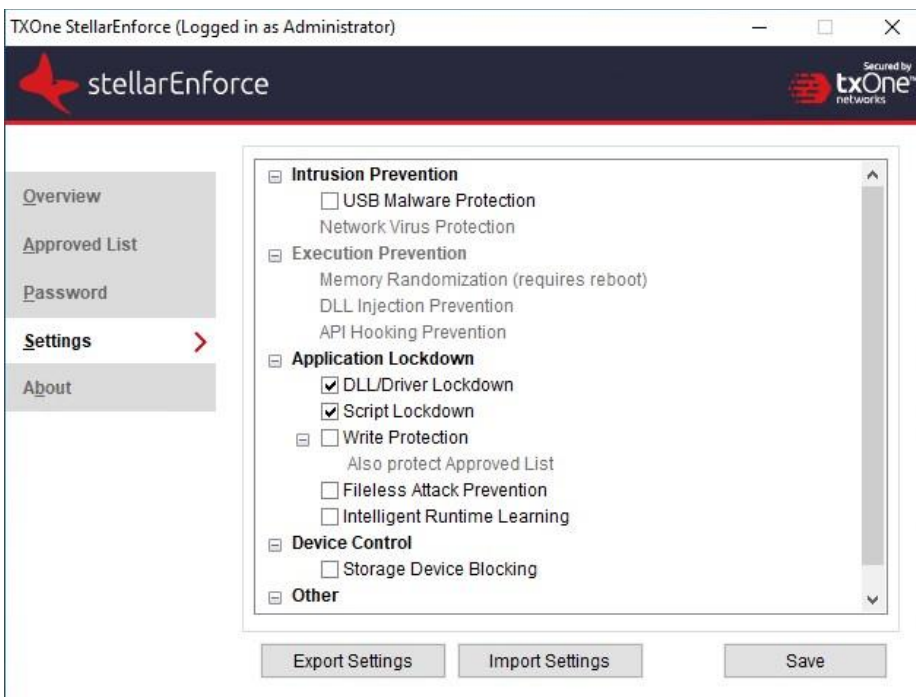 TXOne StellarEnforce (Logged in as Administrator)
stellarEnforce
Secured by
txOne™
networks
Overview
Approved List
Password
Settings
About
Intrusion Prevention
USB Malware Protection
Network Virus Protection
Execution Prevention
Memory Randomization (requires reboot)
DLL Injection Prevention
API Hooking Prevention
Application Lockdown
DLL/Driver Lockdown
Script Lockdown
Write Protection
Also protect Approved List
Fileless Attack Prevention
Intelligent Runtime Learning
Device Control
Storage Device Blocking
Other
Export Settings
Import Settings
Save